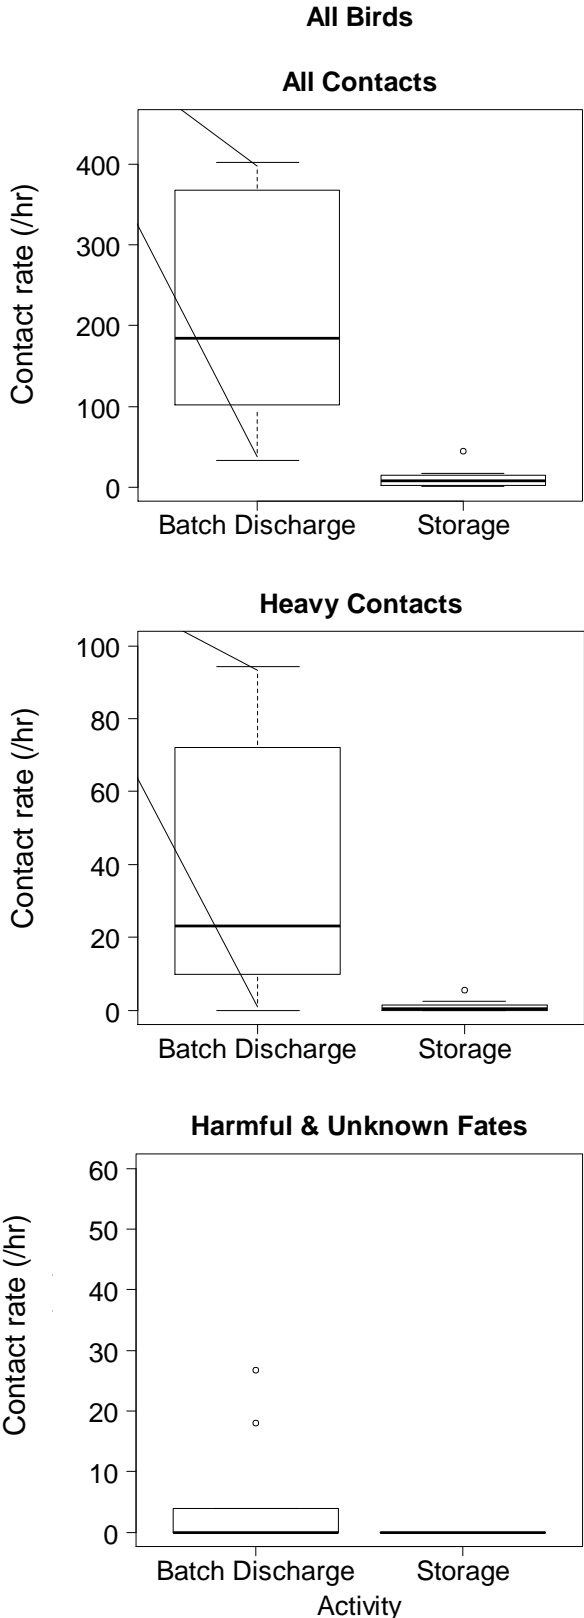 All Birds
All Contacts
Contact rate (/hr)
400
300
200
100
0
Batch Discharge Storage
Heavy Contacts
Contact rate (/hr)
100
80
60
40
20
0
Batch Discharge Storage
Harmful & Unknown Fates
Contact rate (/hr)
60
50
40
30
20
10
0
Batch Discharge Storage
Activity